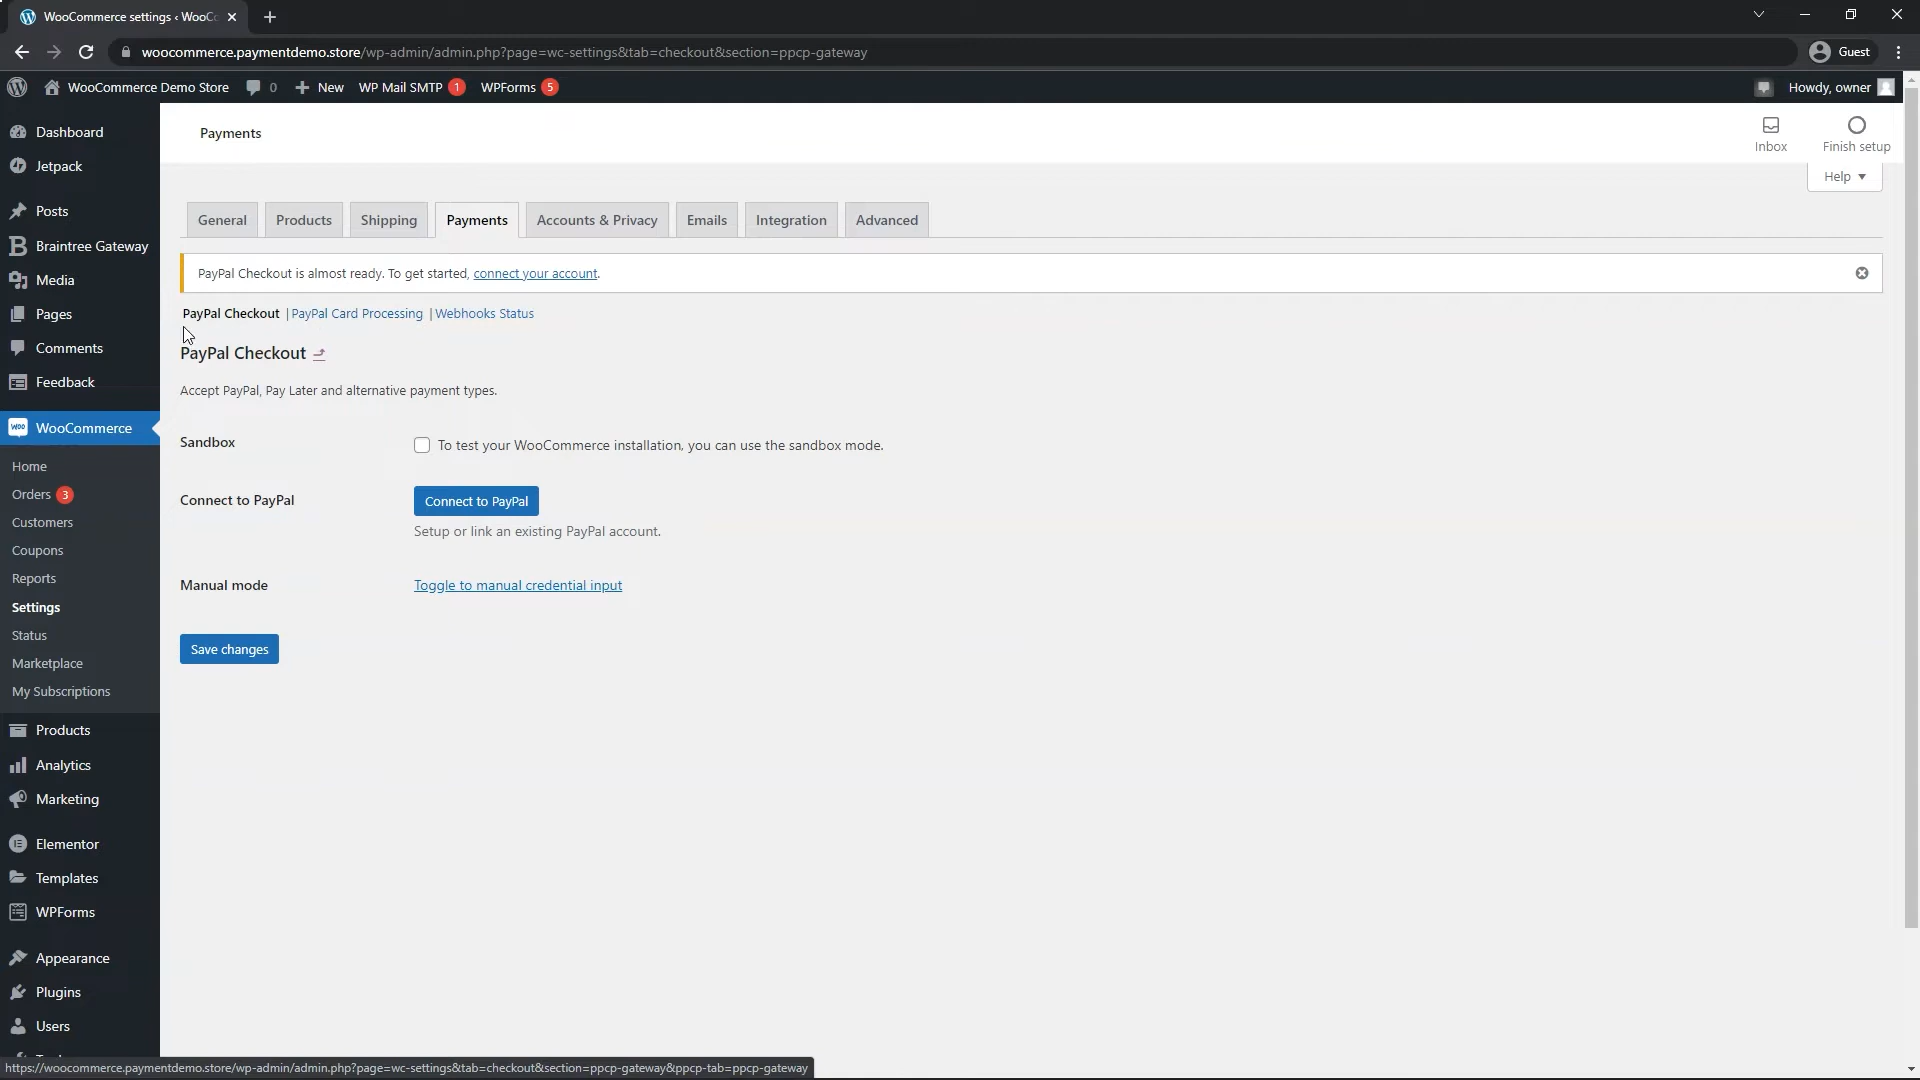 WooCommerce settings ‹ WooC
woocommerce.paymentdemo.store/wp-admin/admin.php?page=wc-settings&tab=checkout&section=ppcp-gateway
Guest
WooCommerce Demo Store
0
New
WP Mail SMTP 1
WPForms 5
Howdy, owner
Dashboard
Jetpack
Posts
Braintree Gateway
Media
Pages
Comments
Feedback
WooCommerce
Home
Orders 3
Customers
Coupons
Reports
Settings
Status
Marketplace
My Subscriptions
Products
Analytics
Marketing
Elementor
Templates
WPForms
Appearance
Plugins
Users
Payments
Inbox
Finish setup
Help
General
Products
Shipping
Payments
Accounts & Privacy
Emails
Integration
Advanced
PayPal Checkout is almost ready. To get started, connect your account.
PayPal Checkout | PayPal Card Processing | Webhooks Status
PayPal Checkout
Accept PayPal, Pay Later and alternative payment types.
Sandbox
To test your WooCommerce installation, you can use the sandbox mode.
Connect to PayPal
Connect to PayPal
Setup or link an existing PayPal account.
Manual mode
Toggle to manual credential input
Save changes
https://woocommerce.paymentdemo.store/wp-admin/admin.php?page=wc-settings&tab=checkout&section=ppcp-gateway&ppcp-tab=ppcp-gateway